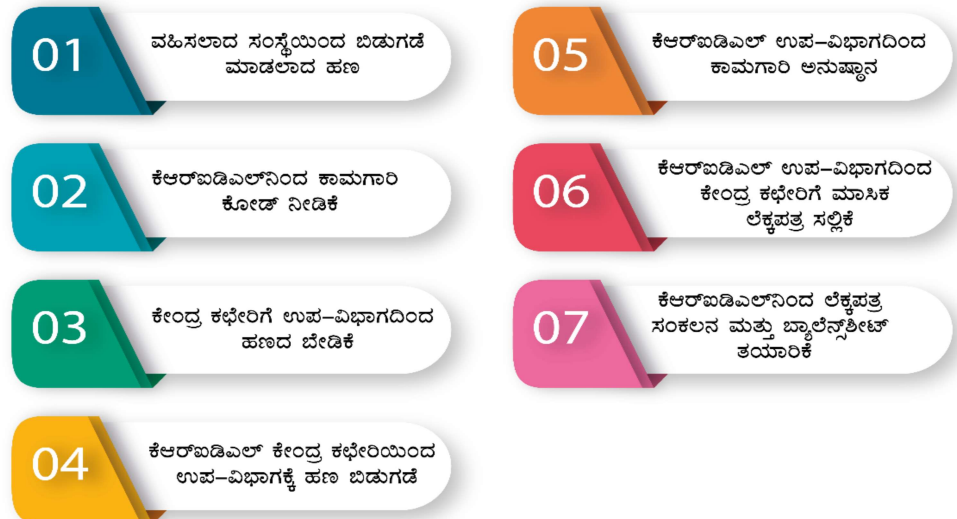 01
ವಹಿಸಲಾದ ಸಂಸ್ಥೆಯಿಂದ ಬಿಡುಗಡೆ
ಮಾಡಲಾದ ಹಣ
02
ಕೆಆರ್‌ಐಡಿಎಲ್‌ನಿಂದ ಕಾಮಗಾರಿ
ಕೋಡ್ ನೀಡಿಕೆ
03
ಕೇಂದ್ರ ಕಛೇರಿಗೆ ಉಪ–ವಿಭಾಗದಿಂದ
ಹಣದ ಬೇಡಿಕೆ
04
ಕೆಆರ್‌ಐಡಿಎಲ್ ಕೇಂದ್ರ ಕಛೇರಿಯಿಂದ
ಉಪ–ವಿಭಾಗಕ್ಕೆ ಹಣ ಬಿಡುಗಡೆ
05
ಕೆಆರ್‌ಐಡಿಎಲ್ ಉಪ–ವಿಭಾಗದಿಂದ
ಕಾಮಗಾರಿ ಅನುಷ್ಠಾನ
06
ಕೆಆರ್‌ಐಡಿಎಲ್ ಉಪ–ವಿಭಾಗದಿಂದ
ಕೇಂದ್ರ ಕಛೇರಿಗೆ ಮಾಸಿಕ
ಲೆಕ್ಕಪತ್ರ ಸಲ್ಲಿಕೆ
07
ಕೆಆರ್‌ಐಡಿಎಲ್‌ನಿಂದ ಲೆಕ್ಕಪತ್ರ
ಸಂಕಲನ ಮತ್ತು ಬ್ಯಾಲೆನ್ಸ್‌ಶೀಟ್
ತಯಾರಿಕೆ